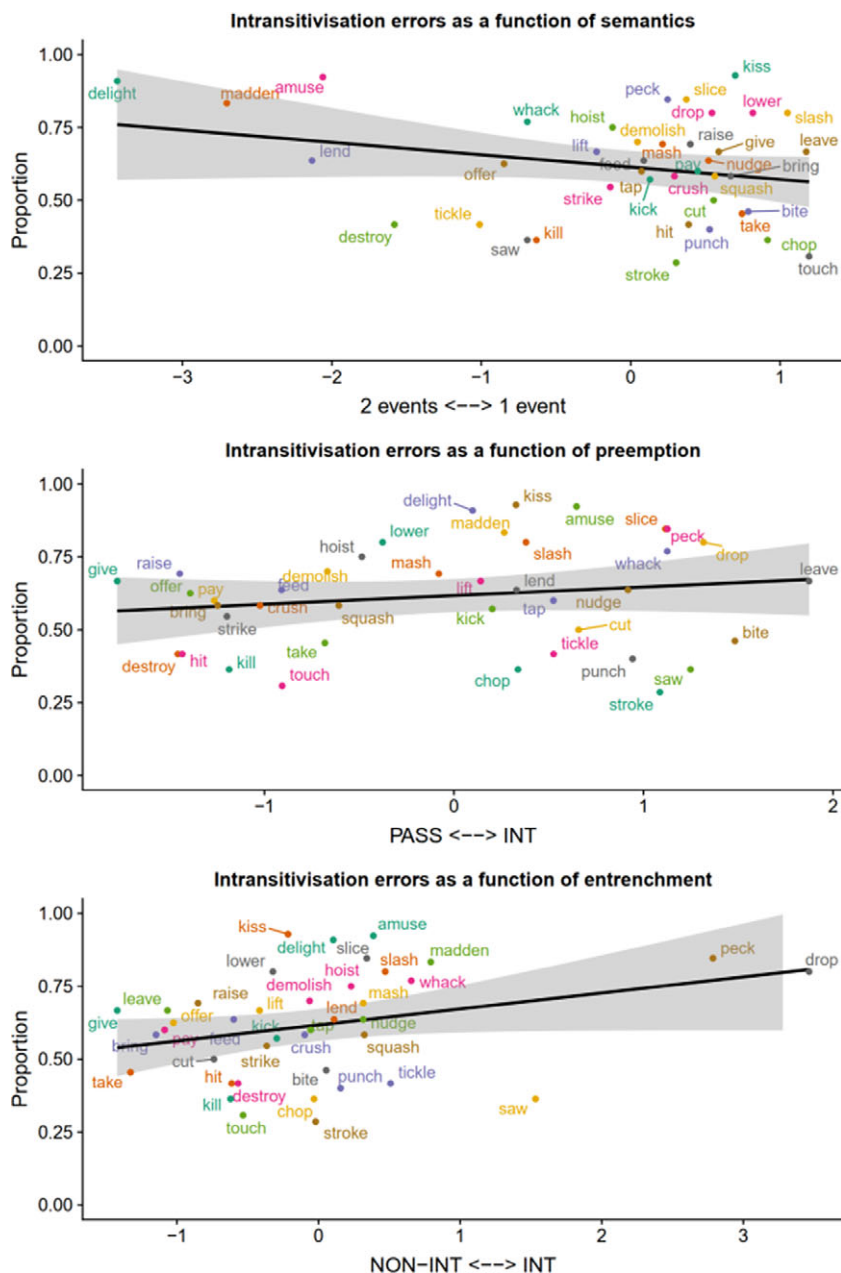 Intransitivisation errors as a function of semantics
1.00
0.75
0.50
0.25
0.00
Proportion
delight
madden
amuse
lend
destroy
tickle
offer
whack
saw
kill
hoist
lift
strike
demolish
feed
tap
kick
mash
peck
slice
drop
raise
crush
pay
cut
hit
stroke
punch
kiss
lower
give
nudge
squash
slash
leave
bring
bite
take
chop
touch
−3
−2
−1
0
1
2 events <−−> 1 event
Intransitivisation errors as a function of preemption
1.00
0.75
0.50
0.25
0.00
Proportion
give
raise
offer
pay
bring
strike
destroy
hit
kill
crush
feed
demolish
squash
take
touch
hoist
lower
mash
delight
madden
kiss
slash
lift
lend
kick
chop
amuse
tap
cut
tickle
punch
nudge
slice
peck
whack
drop
saw
stroke
bite
leave
−1
0
1
2
PASS <−−> INT
Intransitivisation errors as a function of entrenchment
1.00
0.75
0.50
0.25
0.00
Proportion
give
leave
take
bring
offer
pay
raise
cut
feed
hit
kill
destroy
touch
kiss
lower
lift
kick
strike
delight
slice
demolish
hoist
lend
tap
crush
bite
chop
stroke
punch
amuse
slash
mash
nudge
squash
tickle
madden
whack
saw
peck
drop
−1
0
1
2
3
NON−INT <−−> INT